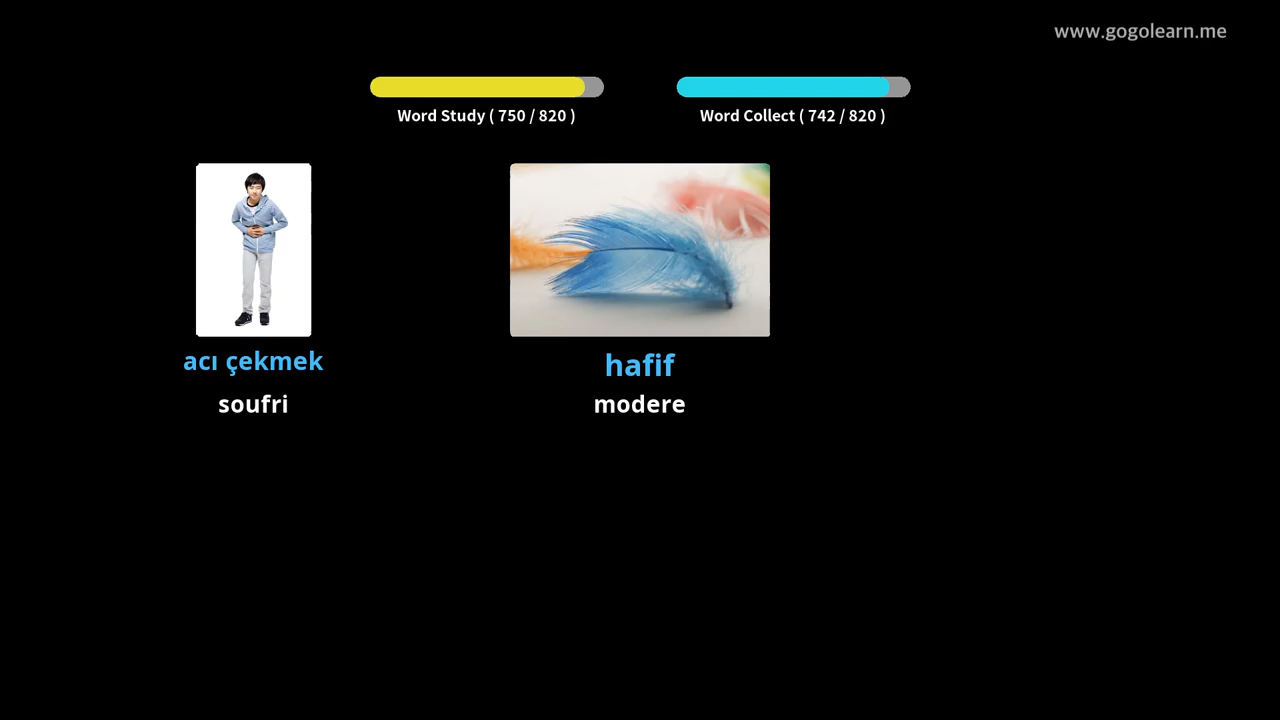 www.gogolearn.me
Word Study ( 750 / 820 )
Word Collect ( 742 / 820 )
acı çekmek
soufri
hafif
modere